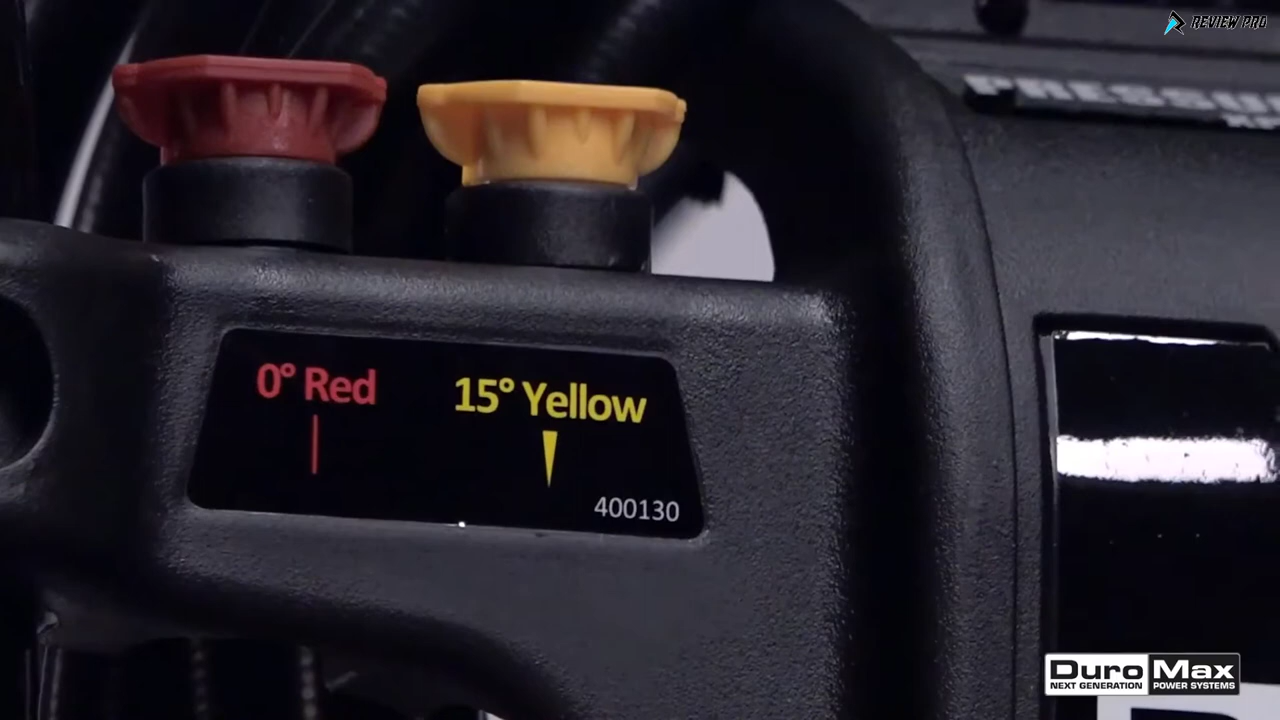 REVIEW PRO
0° Red
15° Yellow
400130
DuroMax
NEXT GENERATION POWER SYSTEMS